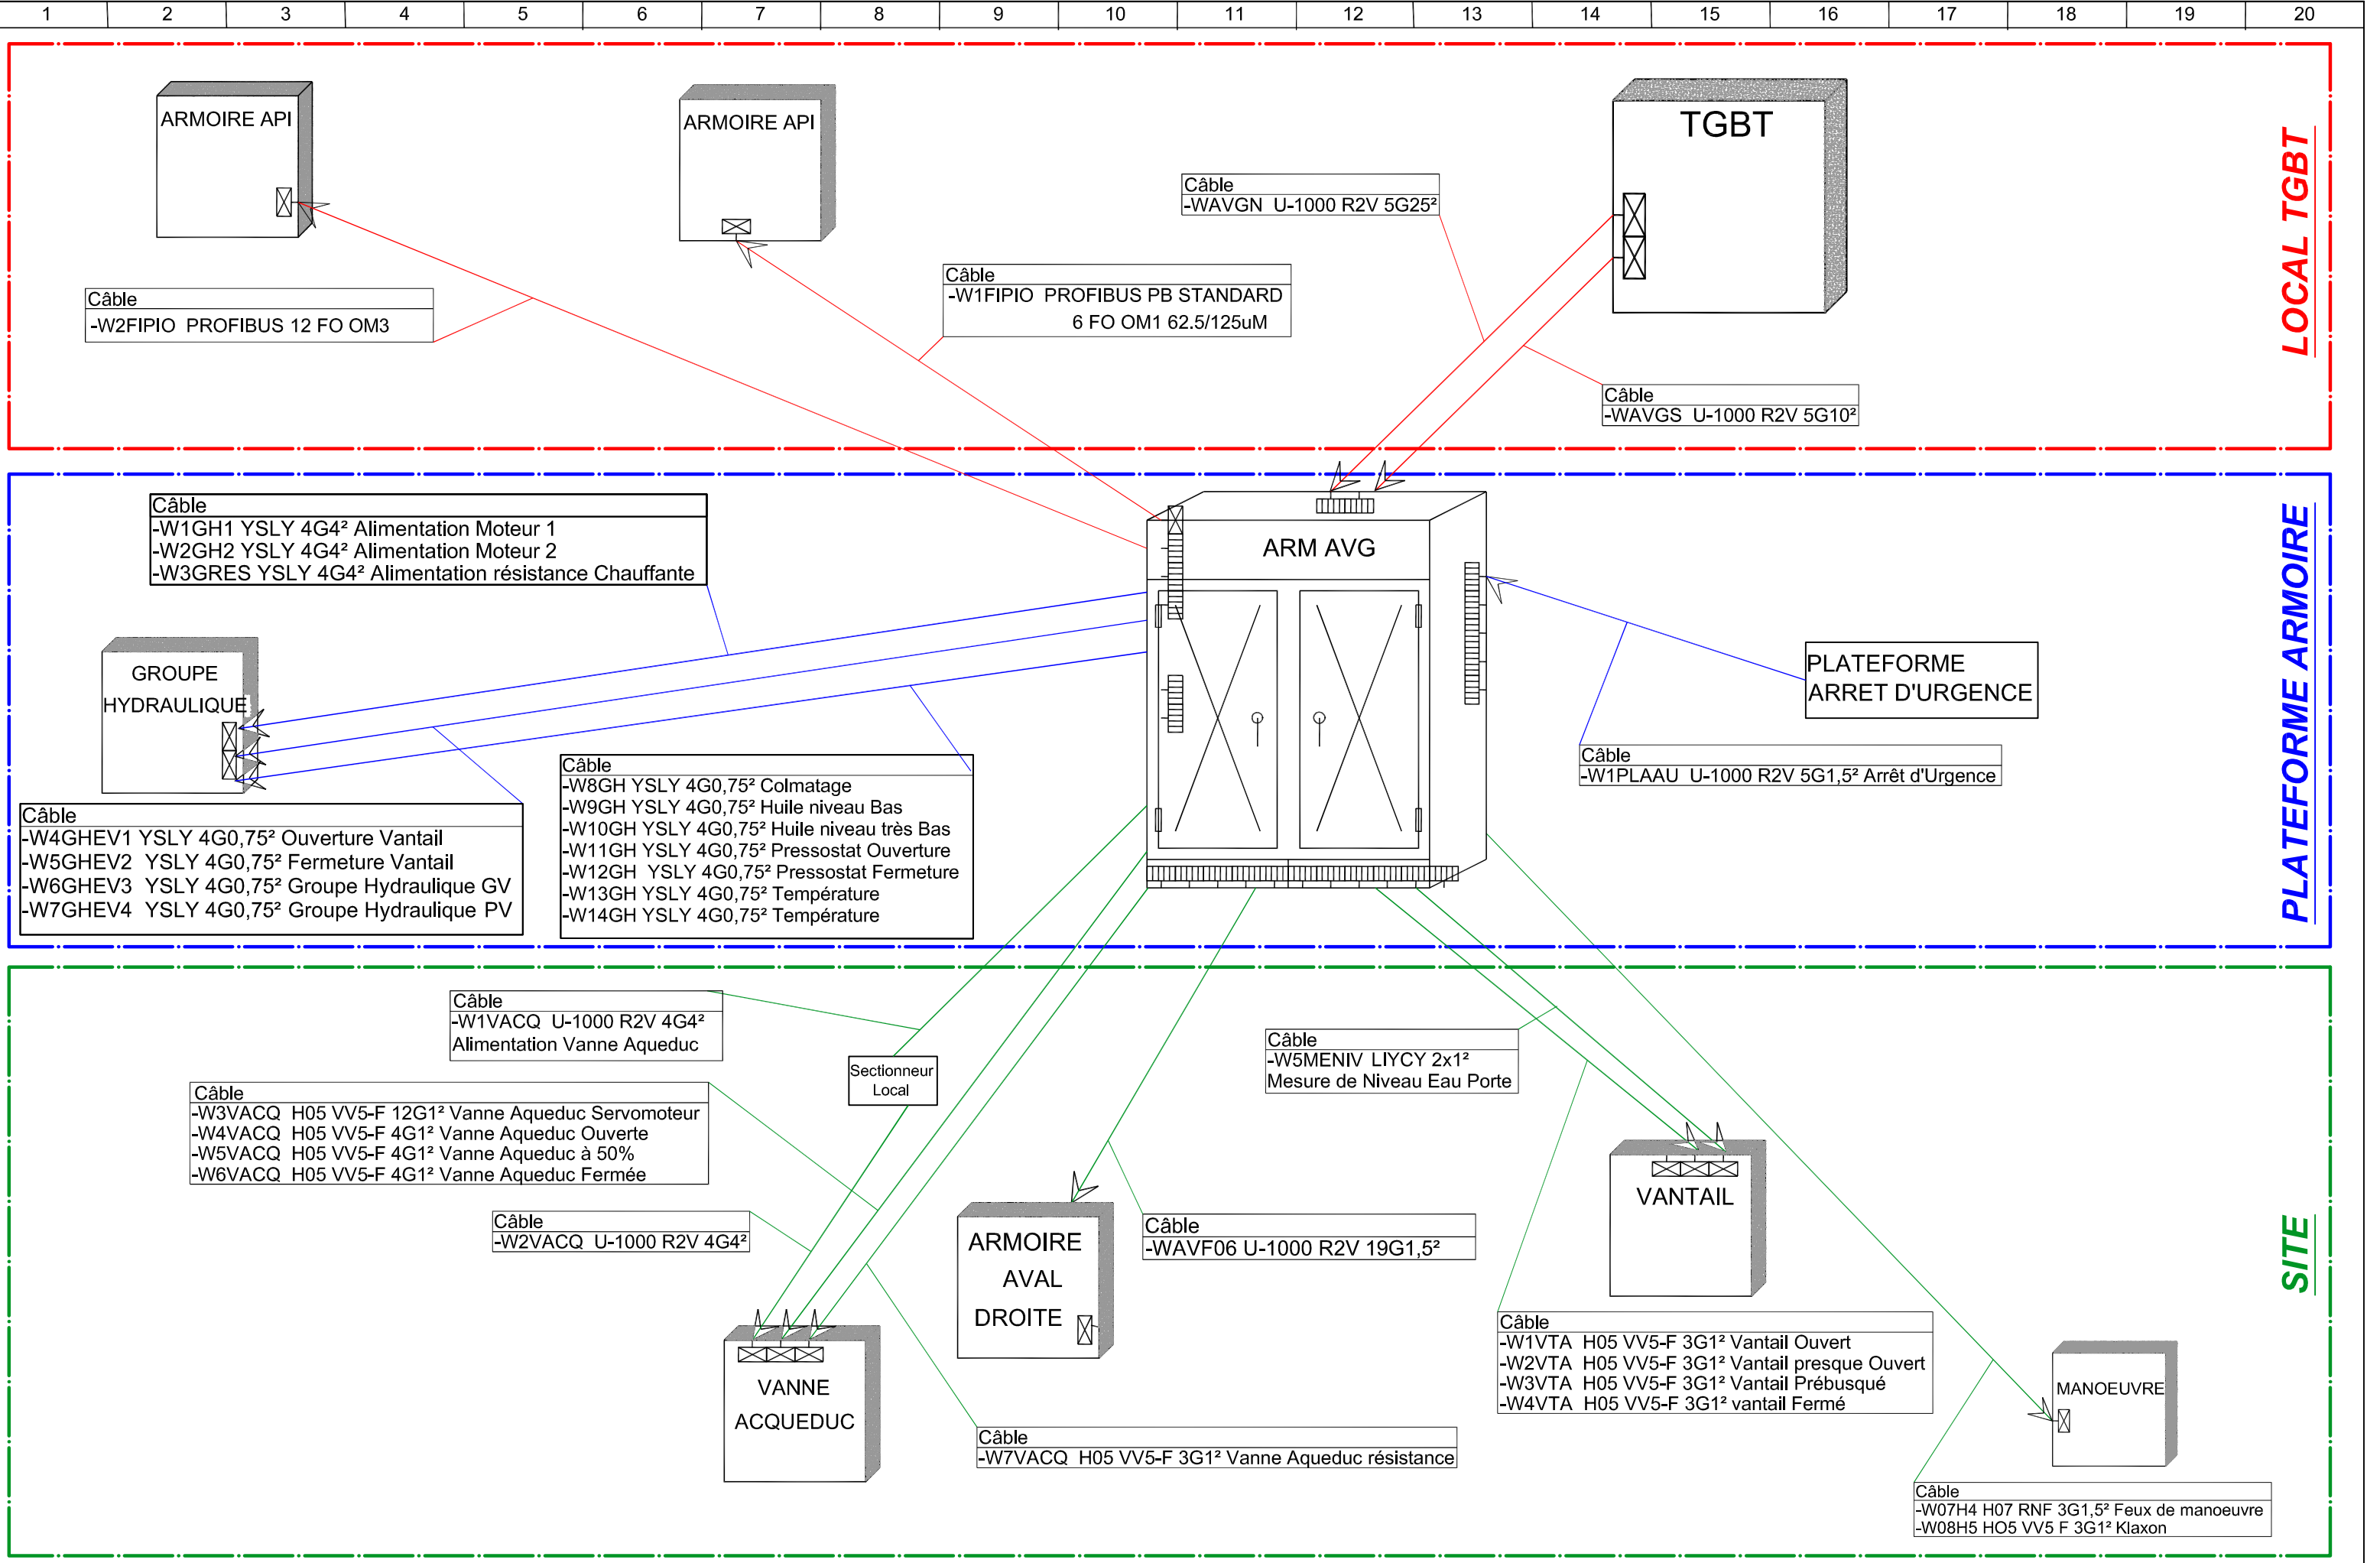 1 2 3 4 5 6 7 8 9 10 11 12 13 14 15 16 17 18 19 20
ARMOIRE API
ARMOIRE API
TGBT
LOCAL TGBT
Câble
-WAVGN U-1000 R2V 5G25²
Câble
-W1FIPIO PROFIBUS PB STANDARD
6 FO OM1 62.5/125uM
Câble
-W2FIPIO PROFIBUS 12 FO OM3
Câble
-WAVGS U-1000 R2V 5G10²
PLATEFORME ARMOIRE
Câble
-W1GH1 YSLY 4G4² Alimentation Moteur 1
-W2GH2 YSLY 4G4² Alimentation Moteur 2
-W3GRES YSLY 4G4² Alimentation résistance Chauffante
ARM AVG
GROUPE
HYDRAULIQUE
PLATEFORME
ARRET D'URGENCE
Câble
-W1PLAAU U-1000 R2V 5G1,5² Arrêt d'Urgence
Câble
-W8GH YSLY 4G0,75² Colmatage
-W9GH YSLY 4G0,75² Huile niveau Bas
-W10GH YSLY 4G0,75² Huile niveau très Bas
-W11GH YSLY 4G0,75² Pressostat Ouverture
-W12GH YSLY 4G0,75² Pressostat Fermeture
-W13GH YSLY 4G0,75² Température
-W14GH YSLY 4G0,75² Température
Câble
-W4GHEV1 YSLY 4G0,75² Ouverture Vantail
-W5GHEV2 YSLY 4G0,75² Fermeture Vantail
-W6GHEV3 YSLY 4G0,75² Groupe Hydraulique GV
-W7GHEV4 YSLY 4G0,75² Groupe Hydraulique PV
SITE
Câble
-W1VACQ U-1000 R2V 4G4²
Alimentation Vanne Aqueduc
Sectionneur
Local
Câble
-W5MENIV LIYCY 2x1²
Mesure de Niveau Eau Porte
Câble
-W3VACQ H05 VV5-F 12G1² Vanne Aqueduc Servomoteur
-W4VACQ H05 VV5-F 4G1² Vanne Aqueduc Ouverte
-W5VACQ H05 VV5-F 4G1² Vanne Aqueduc à 50%
-W6VACQ H05 VV5-F 4G1² Vanne Aqueduc Fermée
Câble
-W2VACQ U-1000 R2V 4G4²
ARMOIRE
AVAL
DROITE
Câble
-WAVF06 U-1000 R2V 19G1,5²
VANTAIL
Câble
-W1VTA H05 VV5-F 3G1² Vantail Ouvert
-W2VTA H05 VV5-F 3G1² Vantail presque Ouvert
-W3VTA H05 VV5-F 3G1² Vantail Prébusqué
-W4VTA H05 VV5-F 3G1² vantail Fermé
VANNE
ACQUEDUC
MANOEUVRE
Câble
-W7VACQ H05 VV5-F 3G1² Vanne Aqueduc résistance
Câble
-W07H4 H07 RNF 3G1,5² Feux de manoeuvre
-W08H5 HO5 VV5 F 3G1² Klaxon